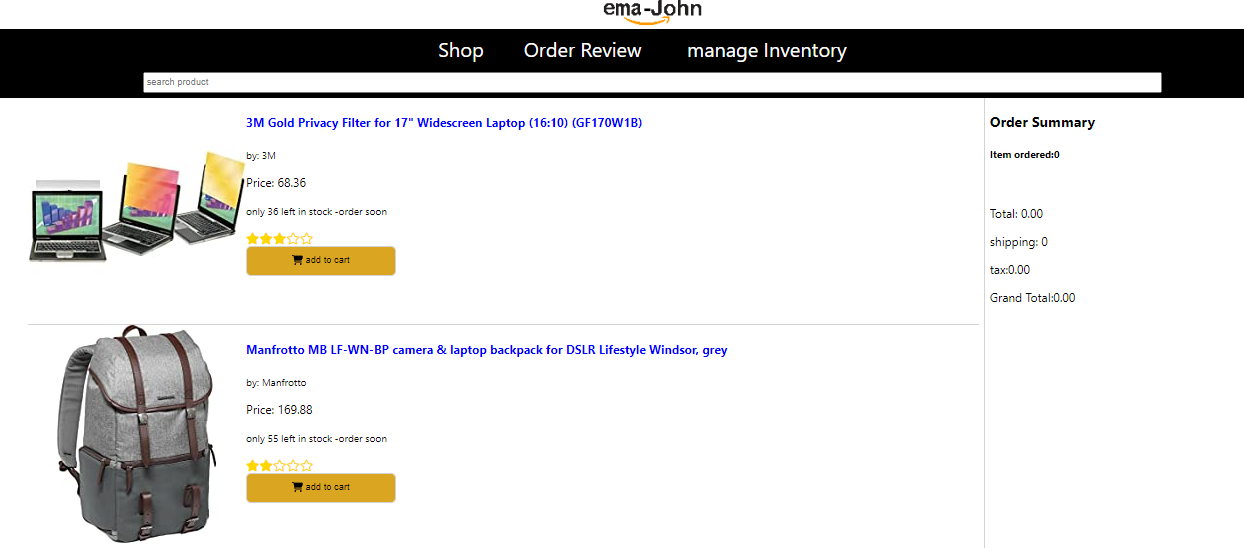 ema-John
Shop Order Review manage Inventory
search product
3M Gold Privacy Filter for 17" Widescreen Laptop (16:10) (GF170W1B)
by: 3M
Price: 68.36
only 36 left in stock -order soon
add to cart
Manfrotto MB LF-WN-BP camera & laptop backpack for DSLR Lifestyle Windsor, grey
by: Manfrotto
Price: 169.88
only 55 left in stock -order soon
add to cart
Order Summary
Item ordered:0
Total: 0.00
shipping: 0
tax:0.00
Grand Total:0.00